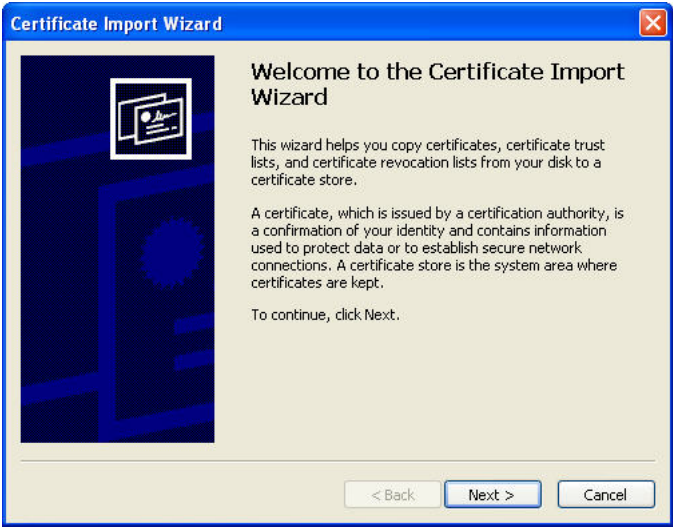 Certificate Import Wizard
Welcome to the Certificate Import
Wizard
This wizard helps you copy certificates, certificate trust
lists, and certificate revocation lists from your disk to a
certificate store.
A certificate, which is issued by a certification authority, is
a confirmation of your identity and contains information
used to protect data or to establish secure network
connections. A certificate store is the system area where
certificates are kept.
To continue, click Next.
< Back
Next >
Cancel